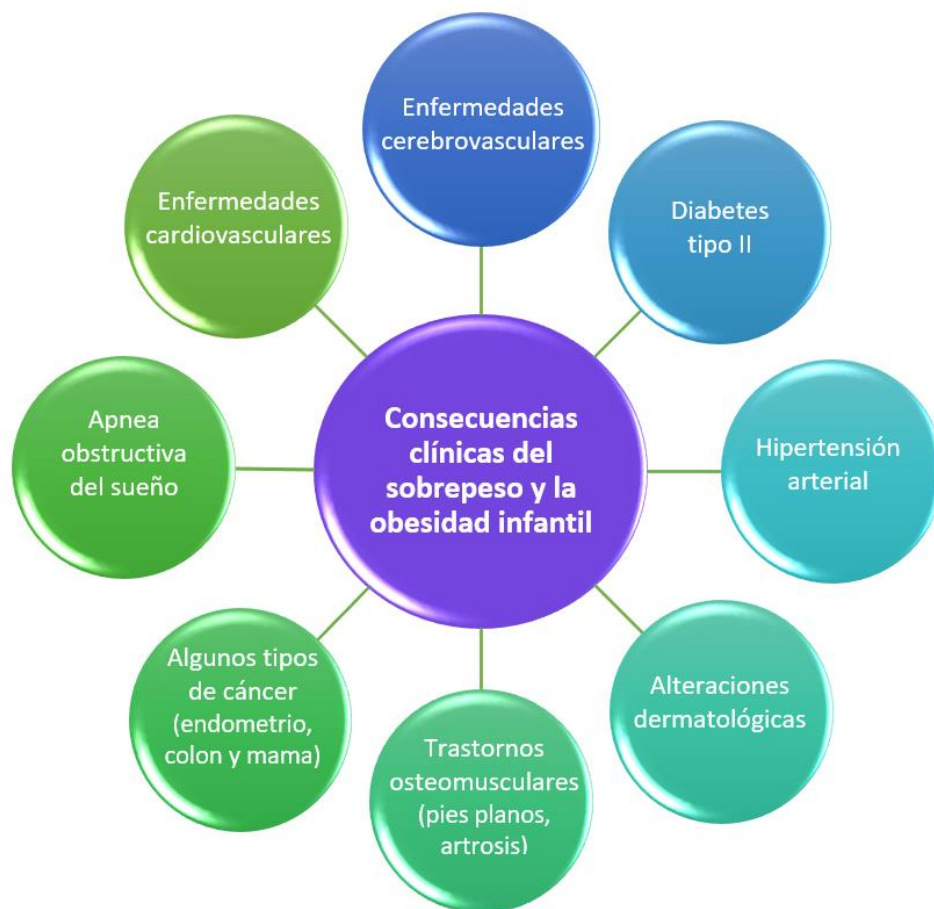 Enfermedades
cerebrovasculares
Diabetes
tipo II
Hipertensión
arterial
Alteraciones
dermatológicas
Trastornos
osteomusculares
(pies planos,
artrosis)
Algunos tipos
de cáncer
(endometrio,
colon y mama)
Apnea
obstructiva
del sueño
Enfermedades
cardiovasculares
Consecuencias
clínicas del
sobrepeso y la
obesidad infantil